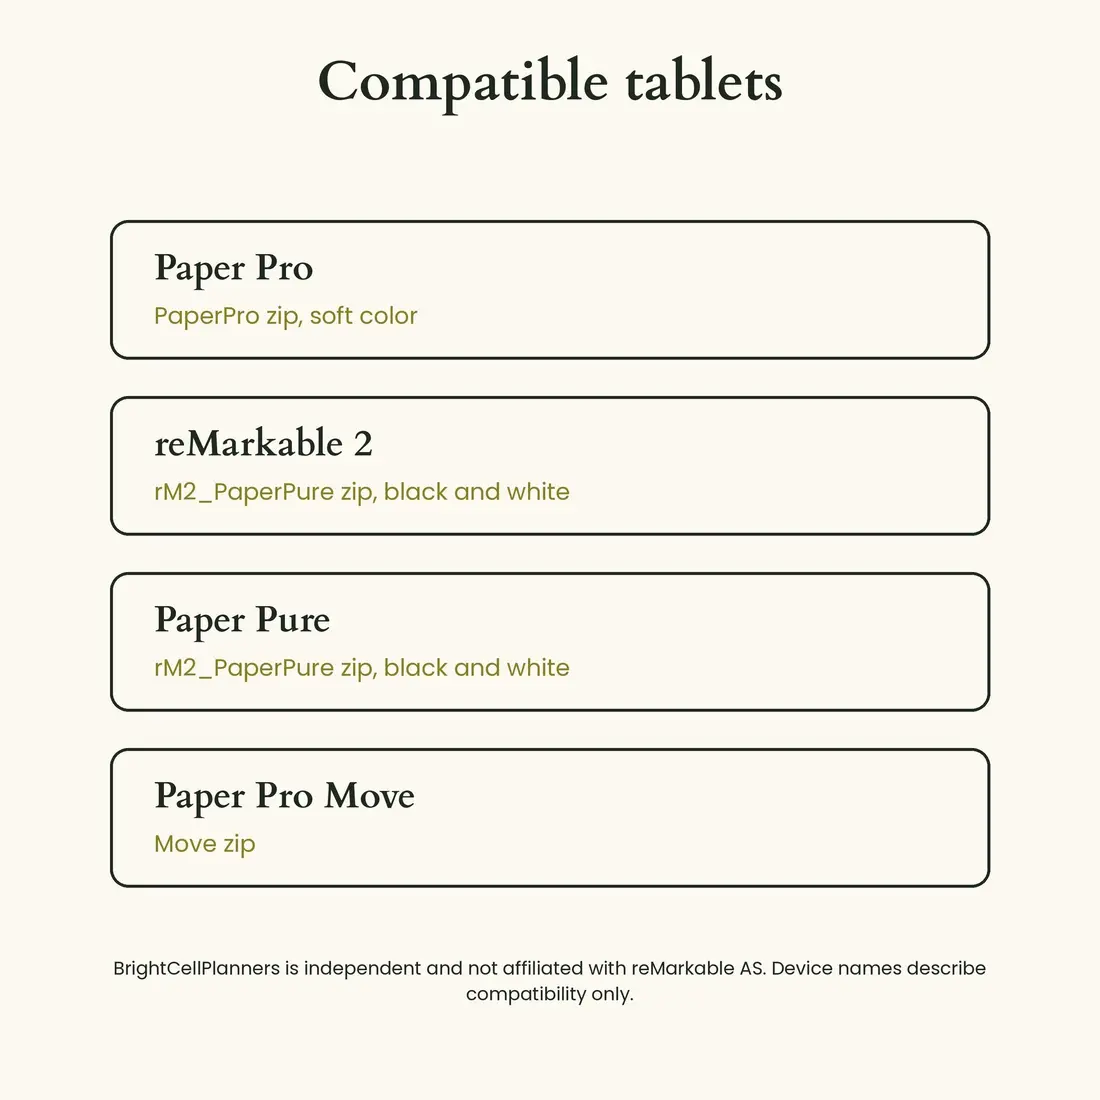 Compatible tablets
Paper Pro
PaperPro zip, soft color
reMarkable 2
rM2_PaperPure zip, black and white
Paper Pure
rM2_PaperPure zip, black and white
Paper Pro Move
Move zip
BrightCellPlanners is independent and not affiliated with reMarkable AS. Device names describe
compatibility only.